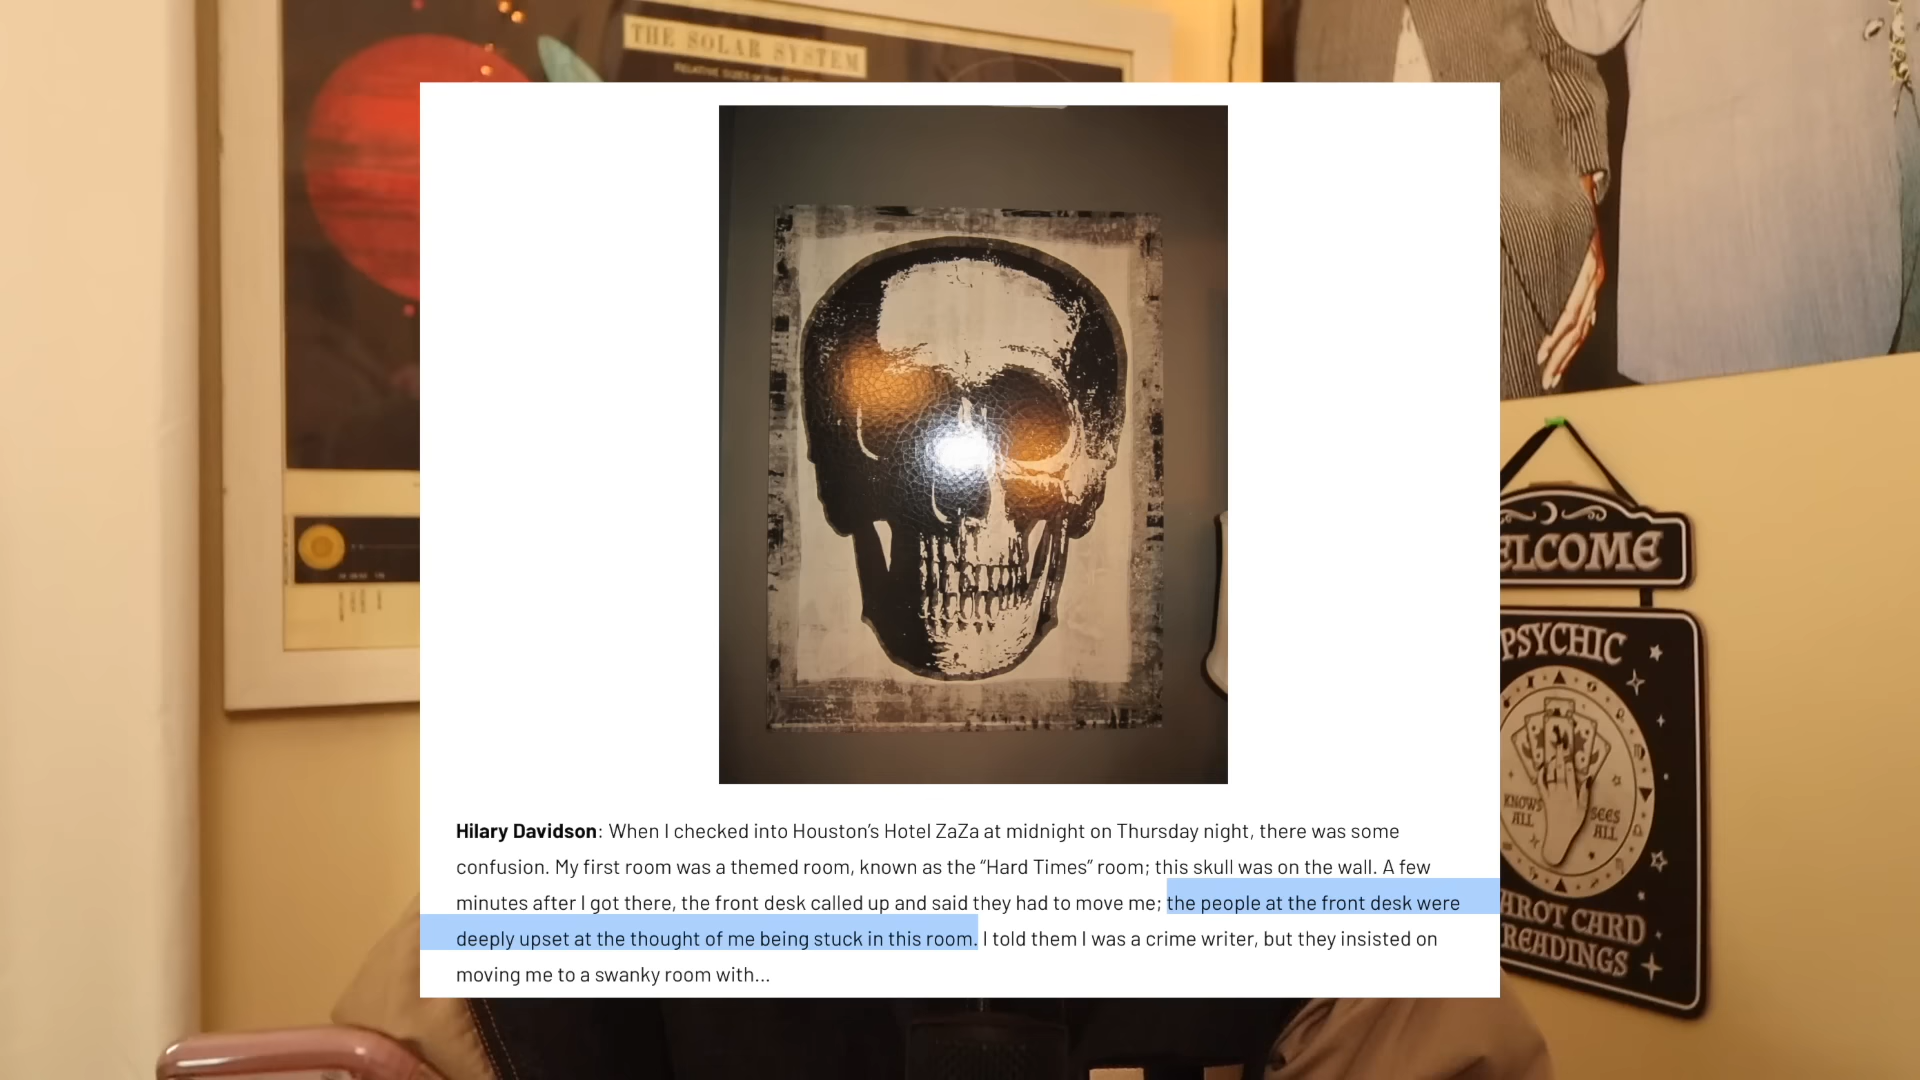 THE SOLAR SYSTEM
RELATIVE SIZES of the PLANETS
Hilary Davidson: When I checked into Houston’s Hotel ZaZa at midnight on Thursday night, there was some
confusion. My first room was a themed room, known as the “Hard Times” room; this skull was on the wall. A few
minutes after I got there, the front desk called up and said they had to move me; the people at the front desk were
deeply upset at the thought of me being stuck in this room. I told them I was a crime writer, but they insisted on
moving me to a swanky room with...
ELCOME
PSYCHIC
KNOWS
ALL
SEES
ALL
AROT CARD
READINGS